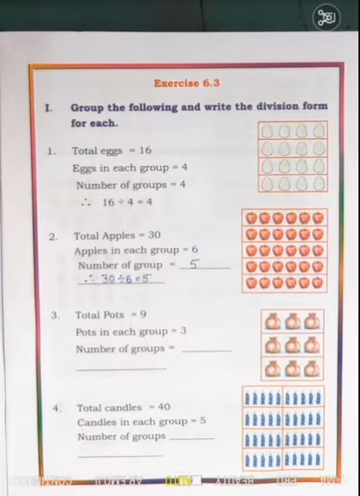 Exercise 6.3
I. Group the following and write the division form
for each.
1. Total eggs = 16
Eggs in each group = 4
Number of groups = 4
∴ 16 ÷ 4 = 4
2. Total Apples = 30
Apples in each group = 6
Number of group = 5
∴ 30÷6=5
3. Total Pots = 9
Pots in each group = 3
Number of groups = ______
4. Total candles = 40
Candles in each group = 5
Number of groups ______